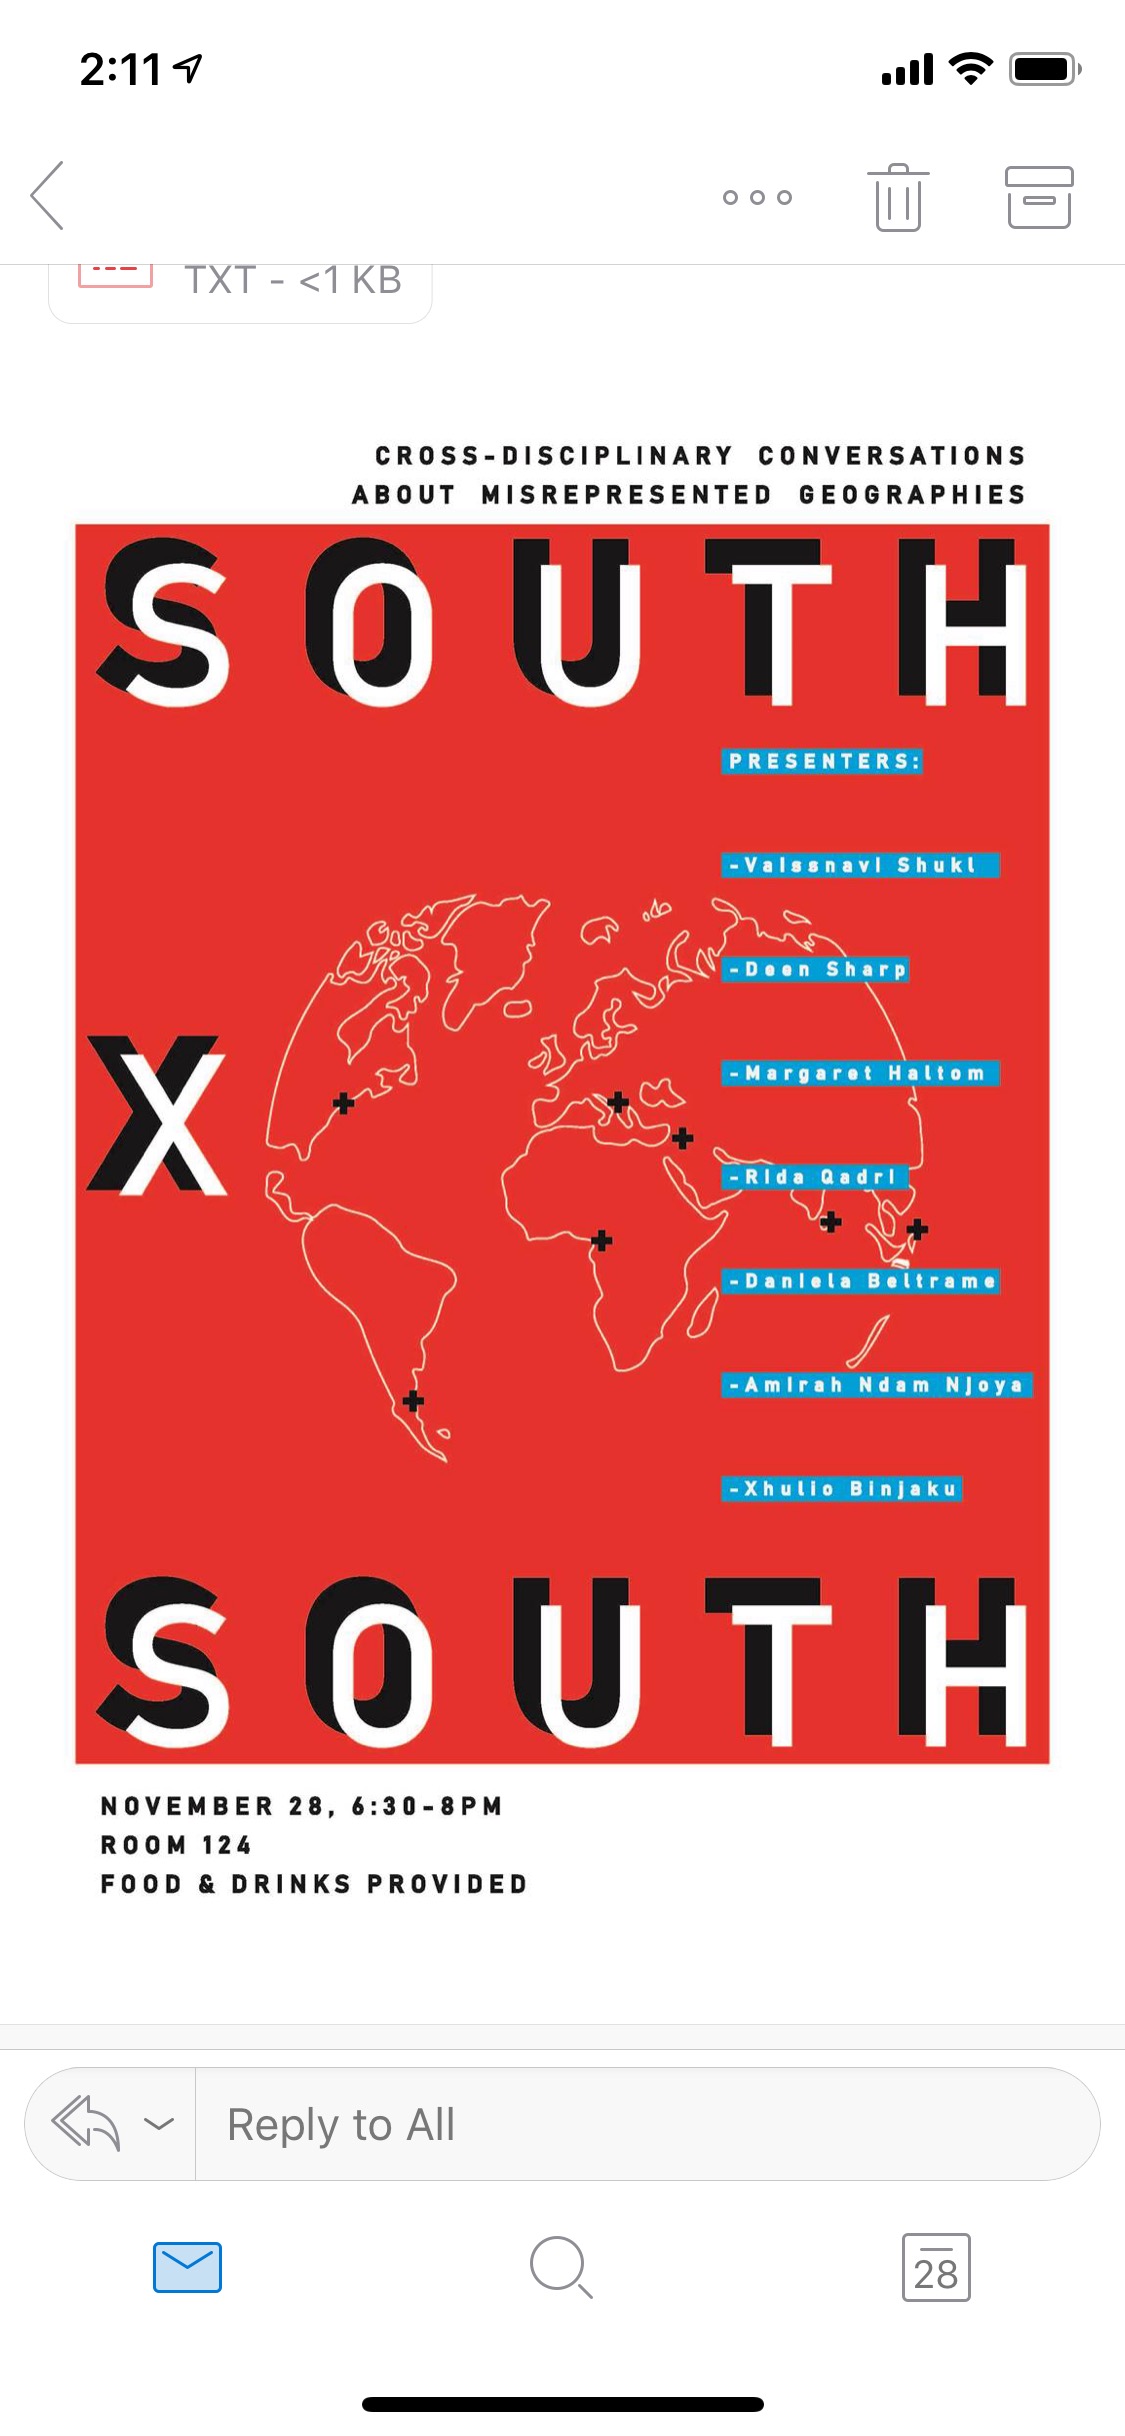 2:11
TXT - <1 KB
CROSS-DISCIPLINARY CONVERSATIONS
ABOUT MISREPRESENTED GEOGRAPHIES
SOUTH
PRESENTERS:
-Vaissnavi Shukl
-Deen Sharp
-Margaret Haltom
X
-Rida Qadri
-Daniela Beltrame
-Amirah Ndam Njoya
-Xhulio Binjaku
SOUTH
NOVEMBER 28, 6:30-8PM
ROOM 124
FOOD & DRINKS PROVIDED
Reply to All
28